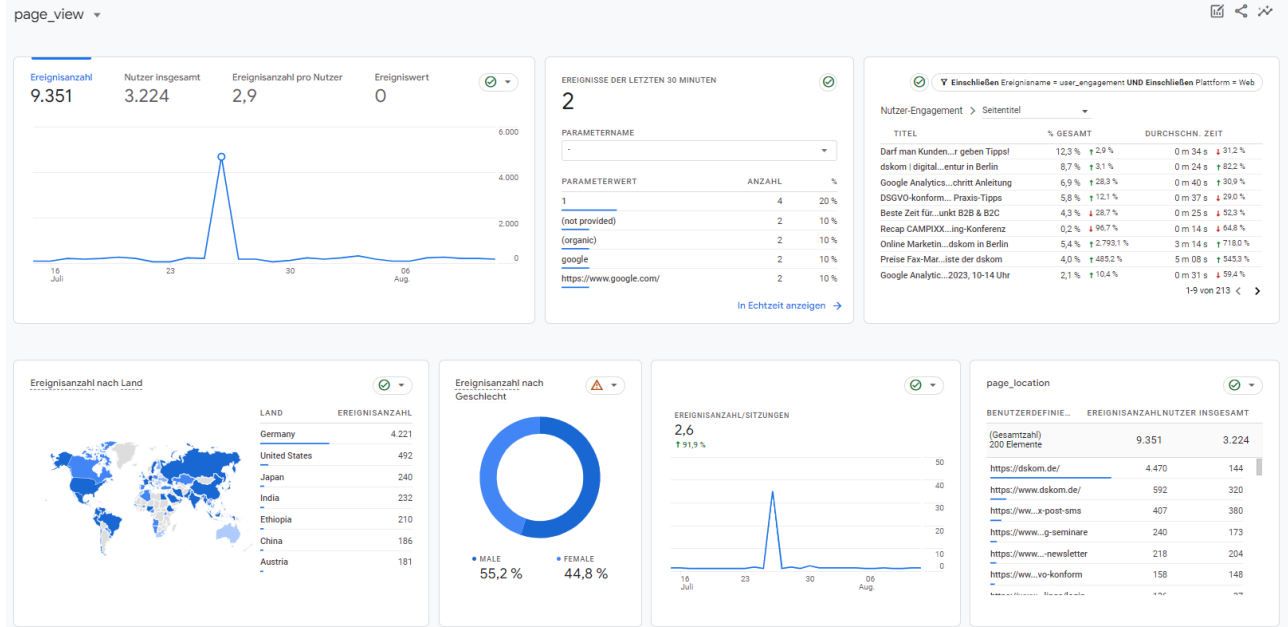 page_view
Ereignisanzahl Nutzer insgesamt Ereignisanzahl pro Nutzer Ereigniswert
9.351 3.224 2,9 0
6.000
4.000
2.000
0
16 23 30 06
Juli Aug.
EREIGNISSE DER LETZTEN 30 MINUTEN
2
PARAMETERNAME
-
PARAMETERWERT ANZAHL %
1 4 20 %
(not provided) 2 10 %
(organic) 2 10 %
google 2 10 %
https://www.google.com/ 2 10 %
In Echtzeit anzeigen
Einschließen Ereignisname = user_engagement UND Einschließen Plattform = Web
Nutzer-Engagement > Seitentitel
TITEL % GESAMT DURCHSCHN. ZEIT
Darf man Kunden...r geben Tipps! 12,3 % ↑ 2,9 % 0 m 34 s ↓ 31,2 %
dskom | digital...entur in Berlin 8,7 % ↑ 3,1 % 0 m 24 s ↑ 82,2 %
Google Analytics...chritt Anleitung 6,9 % ↑ 28,3 % 0 m 40 s ↑ 30,9 %
DSGVO-konform... Praxis-Tipps 5,8 % ↑ 12,1 % 0 m 37 s ↓ 29,0 %
Beste Zeit für...unkt B2B & B2C 4,3 % ↓ 28,7 % 0 m 25 s ↓ 52,3 %
Recap CAMPIXX...ing-Konferenz 0,2 % ↓ 96,7 % 0 m 14 s ↓ 64,8 %
Online Marketin...dskom in Berlin 5,4 % ↑ 2.793,1 % 3 m 14 s ↑ 718,0 %
Preise Fax-Mar...iste der dskom 4,0 % ↑ 485,2 % 5 m 08 s ↑ 545,3 %
Google Analytic...2023, 10-14 Uhr 2,1 % ↑ 10,4 % 0 m 31 s ↓ 59,4 %
1-9 von 213
Ereignisanzahl nach Land
LAND EREIGNISANZAHL
Germany 4.221
United States 492
Japan 240
India 232
Ethiopia 210
China 186
Austria 181
Ereignisanzahl nach
Geschlecht
MALE FEMALE
55,2 % 44,8 %
EREIGNISANZAHL/SITZUNGEN
2,6
↑ 91,9 %
50
40
30
20
10
0
16 23 30 06
Juli Aug.
page_location
BENUTZERDEFINIE... EREIGNISANZAHL NUTZER INSGESAMT
(Gesamtzahl) 9.351 3.224
200 Elemente
https://dskom.de/ 4.470 144
https://www.dskom.de/ 592 320
https://ww...x-post-sms 407 380
https://www...g-seminare 240 173
https://www...-newsletter 218 204
https://ww...vo-konform 158 148